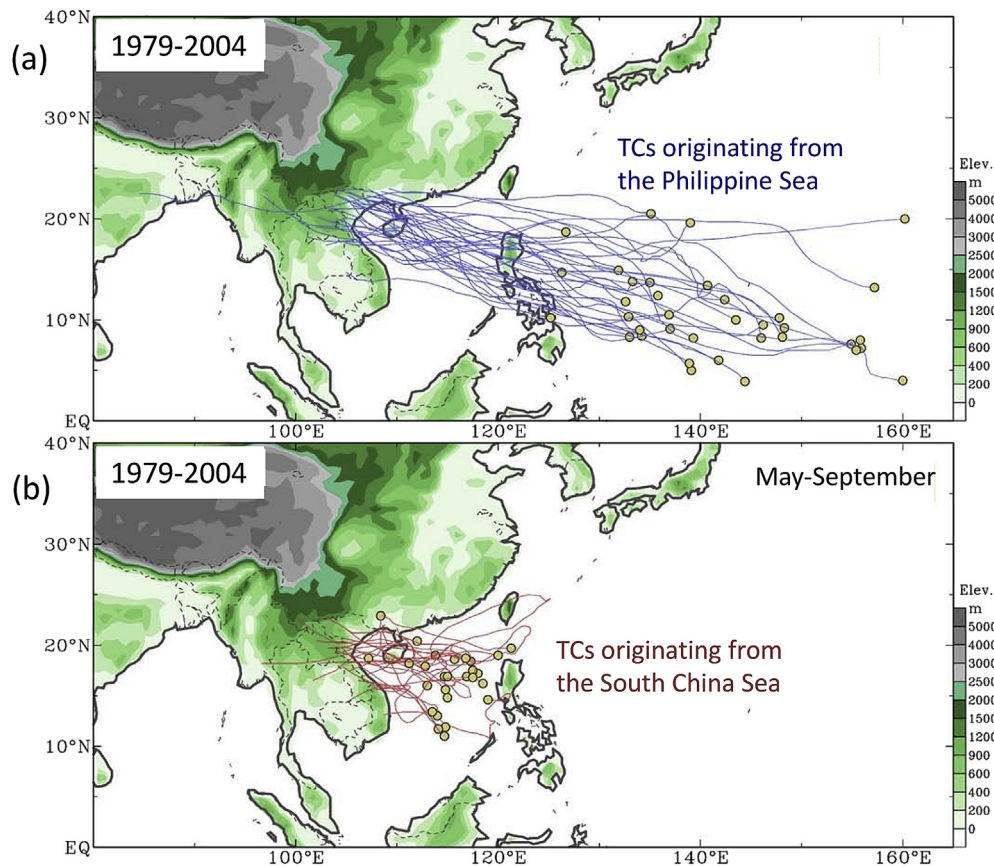 (a)
1979-2004
40°N
30°N
20°N
10°N
EQ
100°E
120°E
140°E
160°E
TCs originating from
the Philippine Sea
Elev.
m
5000
4000
3000
2500
2000
1500
1200
900
600
400
200
0
(b)
1979-2004
May-September
40°N
30°N
20°N
10°N
EQ
100°E
120°E
140°E
160°E
TCs originating from
the South China Sea
Elev.
m
5000
4000
3000
2500
2000
1500
1200
900
600
400
200
0